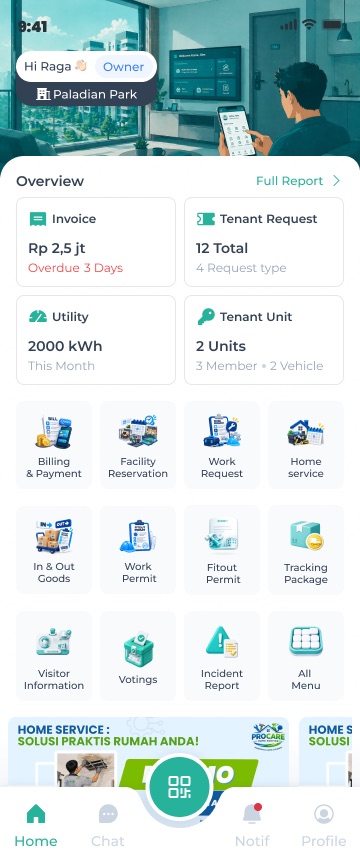 9:41
Hi Raga 👋🏻 Owner
Paladian Park
Overview
Full Report
Invoice
Rp 2,5 jt
Overdue 3 Days
Tenant Request
12 Total
4 Request type
Utility
2000 kWh
This Month
Tenant Unit
2 Units
3 Member • 2 Vehicle
Billing
& Payment
Facility
Reservation
Work
Request
Home
service
In & Out
Goods
Work
Permit
Fitout
Permit
Tracking
Package
Visitor
Information
Votings
Incident
Report
All
Menu
HOME SERVICE :
SOLUSI PRAKTIS RUMAH ANDA!
PROCARE
HOME S
SOLUSI
Home
Chat
Notif
Profile